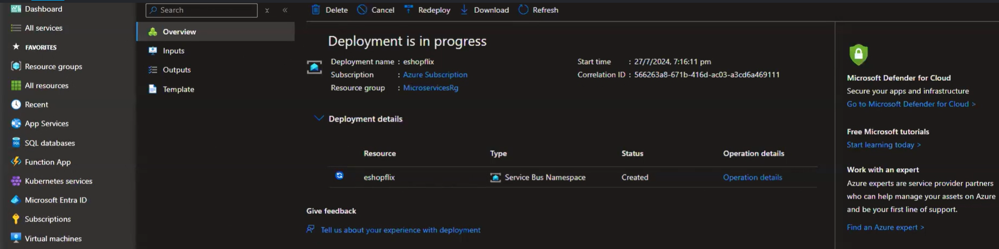 Dashboard
All services
FAVORITES
Resource groups
All resources
Recent
App Services
SQL databases
Function App
Kubernetes services
Microsoft Entra ID
Subscriptions
Virtual machines
Search
Overview
Inputs
Outputs
Template
Delete Cancel Redeploy Download Refresh
Deployment is in progress
Deployment name : eshopflix
Subscription : Azure Subscription
Resource group : MicroservicesRg
Start time : 27/7/2024, 7:16:11 pm
Correlation ID : 566263a8-671b-416d-ac03-a3cd6a469111
Deployment details
Resource Type Status Operation details
eshopflix Service Bus Namespace Created Operation details
Give feedback
Tell us about your experience with deployment
Microsoft Defender for Cloud
Secure your apps and infrastructure
Go to Microsoft Defender for Cloud >
Free Microsoft tutorials
Start learning today >
Work with an expert
Azure experts are service provider partners
who can help manage your assets on Azure
and be your first line of support.
Find an Azure expert >